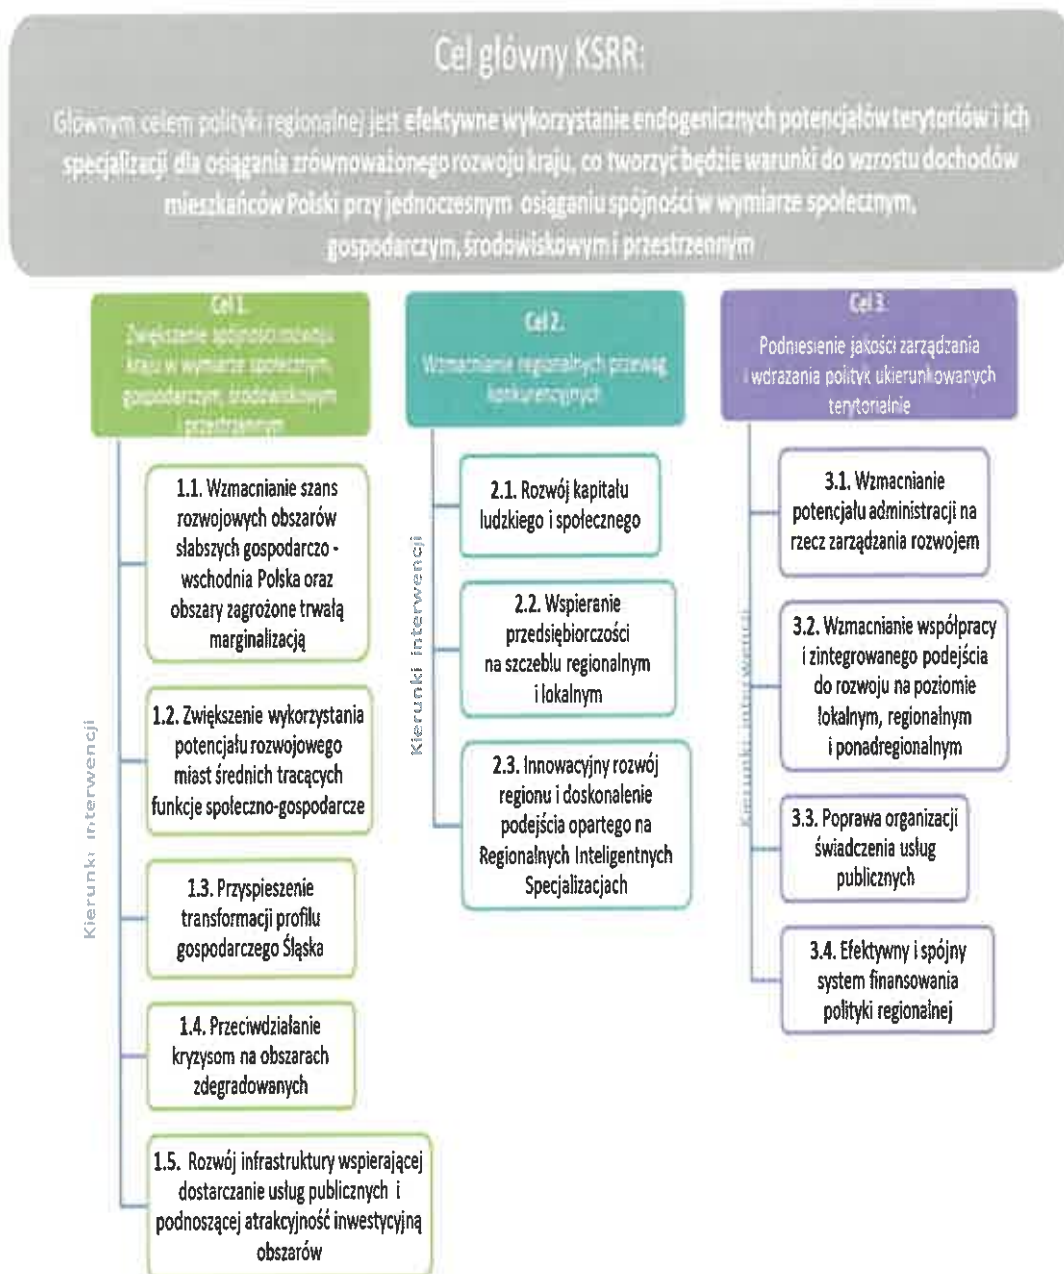 Cel główny KSRR:
Głównym celem polityki regionalnej jest efektywne wykorzystanie endogenicznych potencjałów terytoriów i ich
specjalizacji dla osiągania zrównoważonego rozwoju kraju, co tworzyć będzie warunki do wzrostu dochodów
mieszkańców Polski przy jednoczesnym osiąganiu spójności w wymiarze społecznym,
gospodarczym, środowiskowym i przestrzennym
Cel 1.
Zwiększenie spójności rozwoju
kraju w wymiarze społecznym,
gospodarczym, środowiskowym
i przestrzennym
Kierunki interwencji
1.1. Wzmacnianie szans
rozwojowych obszarów
słabszych gospodarczo -
wschodnia Polska oraz
obszary zagrożone trwałą
marginalizacją
1.2. Zwiększenie wykorzystania
potencjału rozwojowego
miast średnich tracących
funkcje społeczno-gospodarcze
1.3. Przyspieszenie
transformacji profilu
gospodarczego Śląska
1.4. Przeciwdziałanie
kryzysom na obszarach
zdegradowanych
1.5. Rozwój infrastruktury wspierającej
dostarczanie usług publicznych i
podnoszącej atrakcyjność inwestycyjną
obszarów
Cel 2.
Wzmacnianie regionalnych przewag
konkurencyjnych
Kierunki interwencji
2.1. Rozwój kapitału
ludzkiego i społecznego
2.2. Wspieranie
przedsiębiorczości
na szczeblu regionalnym
i lokalnym
2.3. Innowacyjny rozwój
regionu i doskonalenie
podejścia opartego na
Regionalnych Inteligentnych
Specjalizacjach
Cel 3.
Podniesienie jakości zarządzania
i wdrażania polityk ukierunkowanych
terytorialnie
Kierunki interwencji
3.1. Wzmacnianie
potencjału administracji na
rzecz zarządzania rozwojem
3.2. Wzmacnianie współpracy
i zintegrowanego podejścia
do rozwoju na poziomie
lokalnym, regionalnym
i ponadregionalnym
3.3. Poprawa organizacji
świadczenia usług
publicznych
3.4. Efektywny i spójny
system finansowania
polityki regionalnej